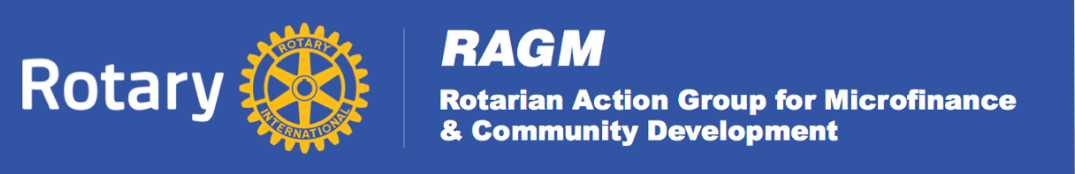 Rotary
ROTARY
INTERNATIONAL
RAGM
Rotarian Action Group for Microfinance
& Community Development